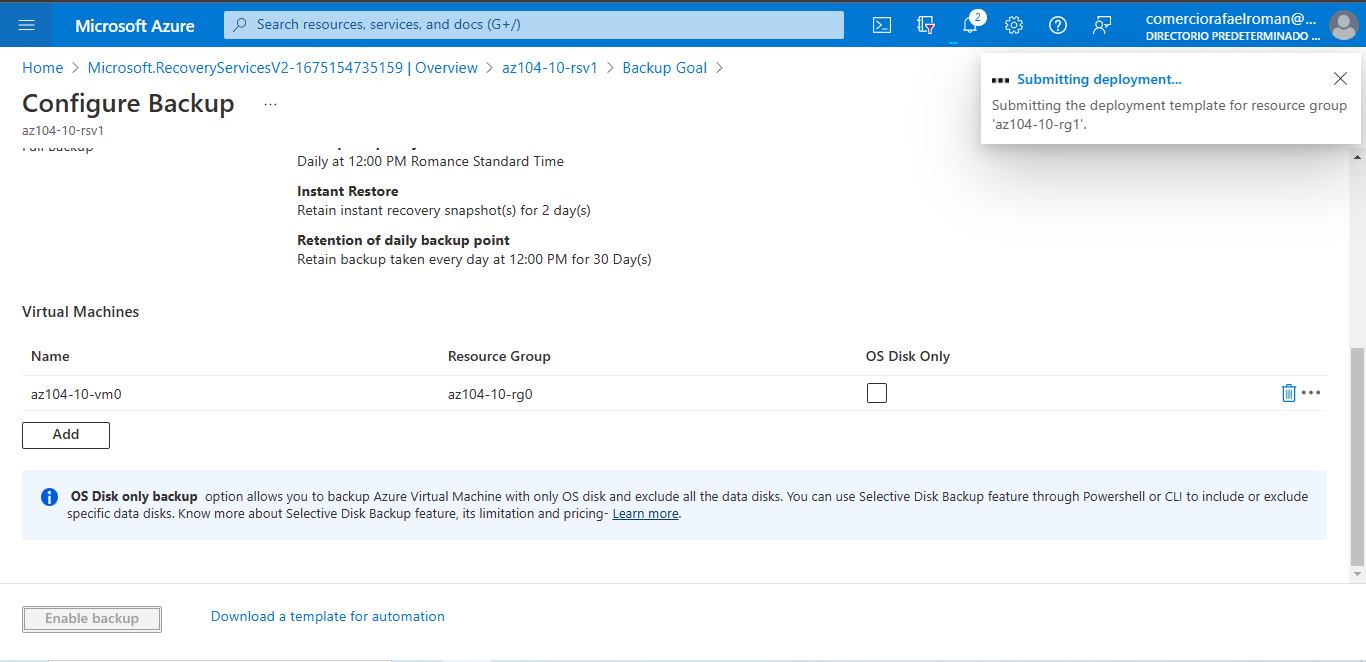 Microsoft Azure
Search resources, services, and docs (G+/)
2
comerciorafaelroman@...
DIRECTORIO PREDETERMINADO ...
Home > Microsoft.RecoveryServicesV2-1675154735159 | Overview > az104-10-rsv1 > Backup Goal >
Submitting deployment...
Submitting the deployment template for resource group
'az104-10-rg1'.
Configure Backup ...
az104-10-rsv1
Full Backup
Daily at 12:00 PM Romance Standard Time
Instant Restore
Retain instant recovery snapshot(s) for 2 day(s)
Retention of daily backup point
Retain backup taken every day at 12:00 PM for 30 Day(s)
Virtual Machines
Name Resource Group OS Disk Only
az104-10-vm0 az104-10-rg0
Add
OS Disk only backup option allows you to backup Azure Virtual Machine with only OS disk and exclude all the data disks. You can use Selective Disk Backup feature through Powershell or CLI to include or exclude
specific data disks. Know more about Selective Disk Backup feature, its limitation and pricing- Learn more.
Enable backup Download a template for automation